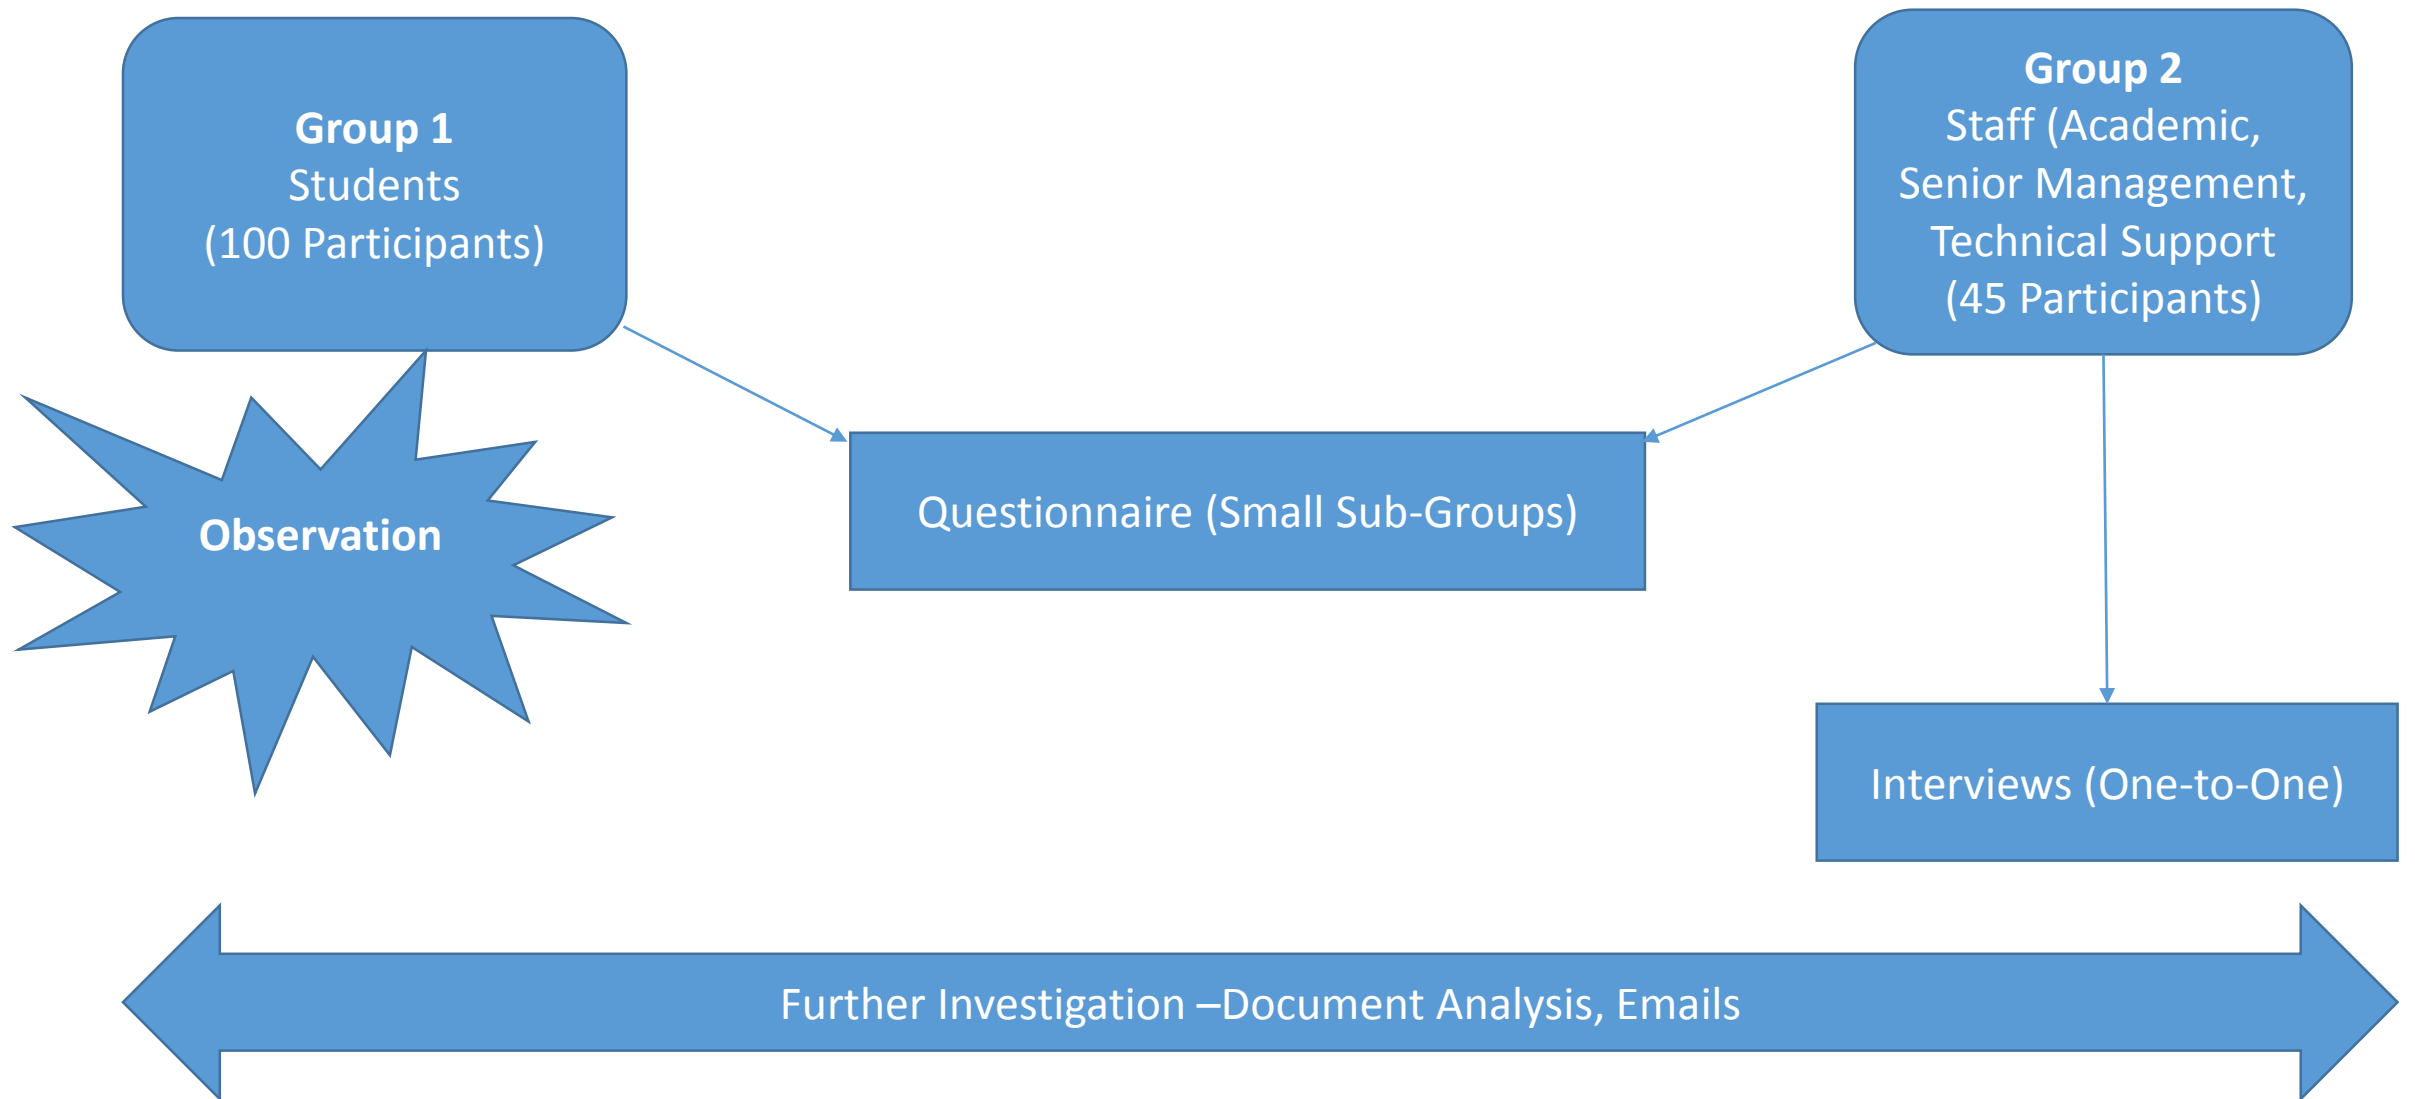 Group 1
Students
(100 Participants)
Group 2
Staff (Academic,
Senior Management,
Technical Support
(45 Participants)
Observation
Questionnaire (Small Sub-Groups)
Interviews (One-to-One)
Further Investigation –Document Analysis, Emails